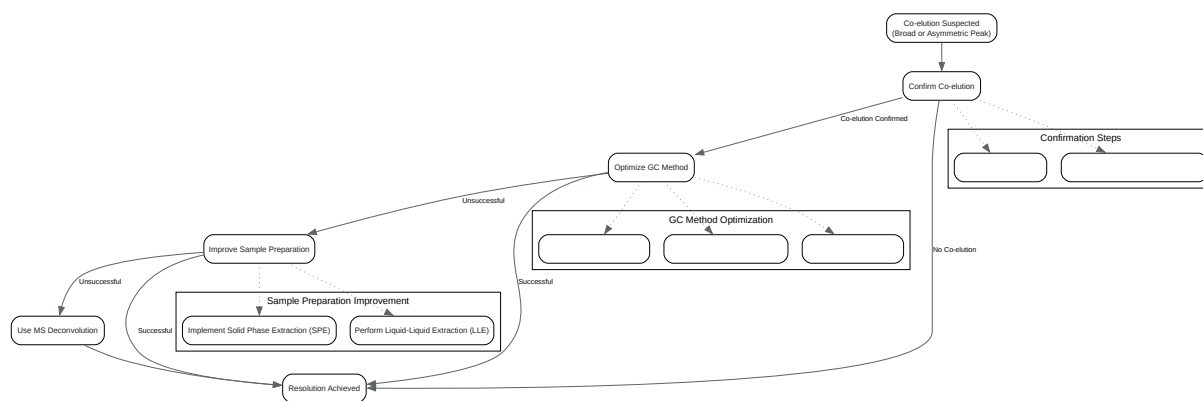 Co-elution Suspected
(Broad or Asymmetric Peak)
Confirm Co-elution
Co-elution Confirmed
Confirmation Steps
Optimize GC Method
Unsuccessful
GC Method Optimization
No Co-elution
Improve Sample Preparation
Unsuccessful
Successful
Sample Preparation Improvement
Use MS Deconvolution
Successful
Implement Solid Phase Extraction (SPE)
Perform Liquid-Liquid Extraction (LLE)
Resolution Achieved